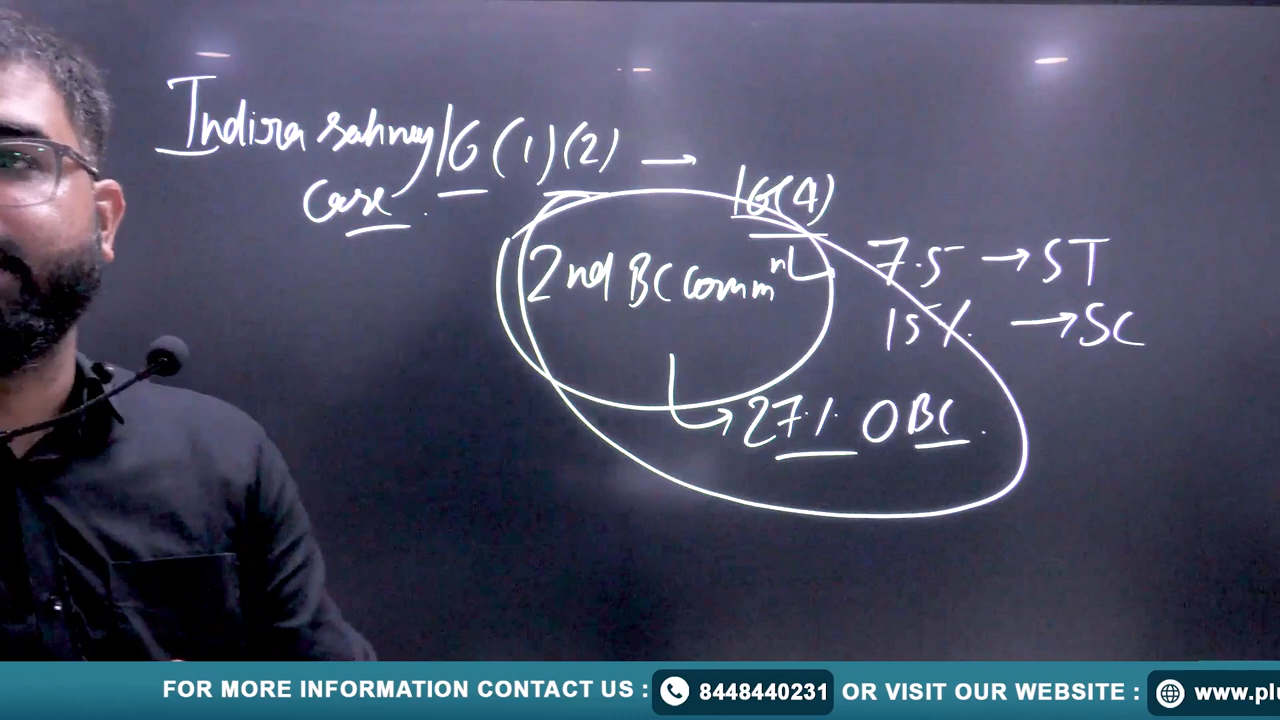 Indira Sahney 16(1)(2) →
Case.
16(4)
2nd BC Commn
7.5 → ST
15% → SC
27% OBC.
FOR MORE INFORMATION CONTACT US : 8448440231 OR VISIT OUR WEBSITE : www.plu